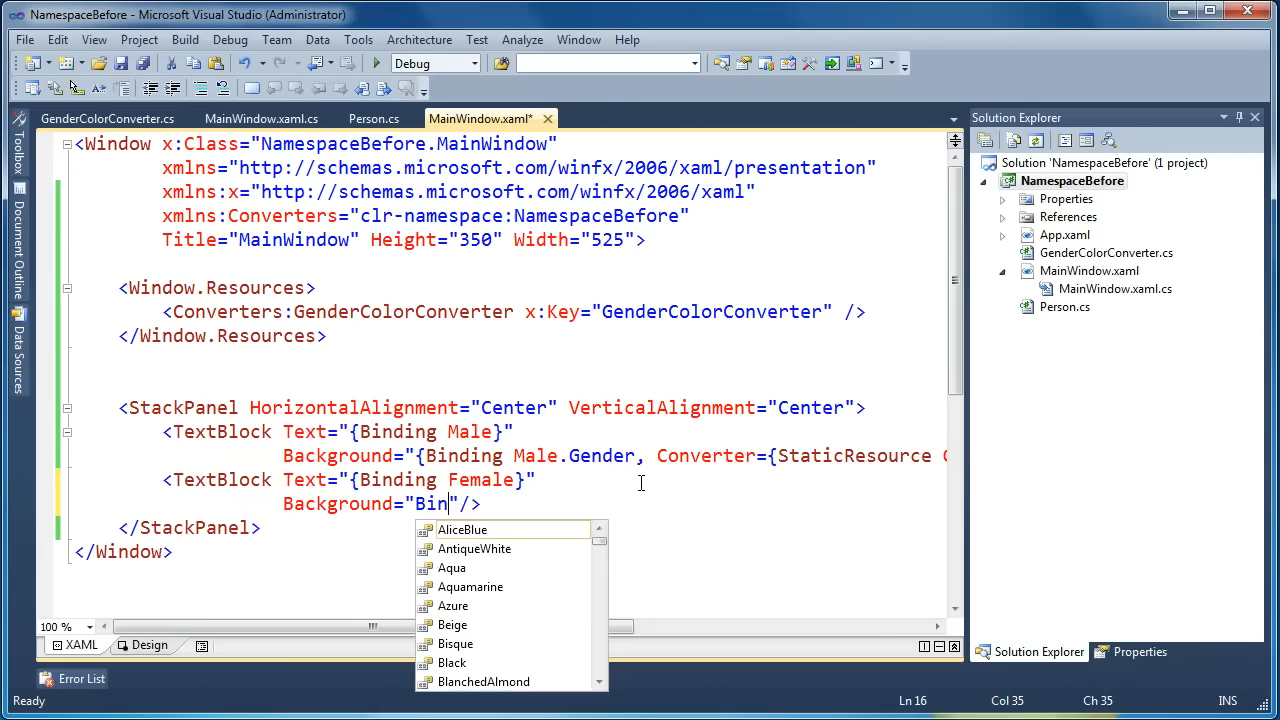 NamespaceBefore - Microsoft Visual Studio (Administrator)
File Edit View Project Build Debug Team Data Tools Architecture Test Analyze Window Help
Debug
GenderColorConverter.cs MainWindow.xaml.cs Person.cs MainWindow.xaml*
Toolbox
Document Outline
Data Sources
<Window x:Class="NamespaceBefore.MainWindow"
xmlns="http://schemas.microsoft.com/winfx/2006/xaml/presentation"
xmlns:x="http://schemas.microsoft.com/winfx/2006/xaml"
xmlns:Converters="clr-namespace:NamespaceBefore"
Title="MainWindow" Height="350" Width="525">
<Window.Resources>
<Converters:GenderColorConverter x:Key="GenderColorConverter" />
</Window.Resources>
<StackPanel HorizontalAlignment="Center" VerticalAlignment="Center">
<TextBlock Text="{Binding Male}"
Background="{Binding Male.Gender, Converter={StaticResource
<TextBlock Text="{Binding Female}"
Background="Bin"/>
</StackPanel>
</Window>
AliceBlue
AntiqueWhite
Aqua
Aquamarine
Azure
Beige
Bisque
Black
BlanchedAlmond
100 %
XAML Design
Error List
Solution Explorer
Solution 'NamespaceBefore' (1 project)
NamespaceBefore
Properties
References
App.xaml
GenderColorConverter.cs
MainWindow.xaml
MainWindow.xaml.cs
Person.cs
Solution Explorer Properties
Ready Ln 16 Col 35 Ch 35 INS